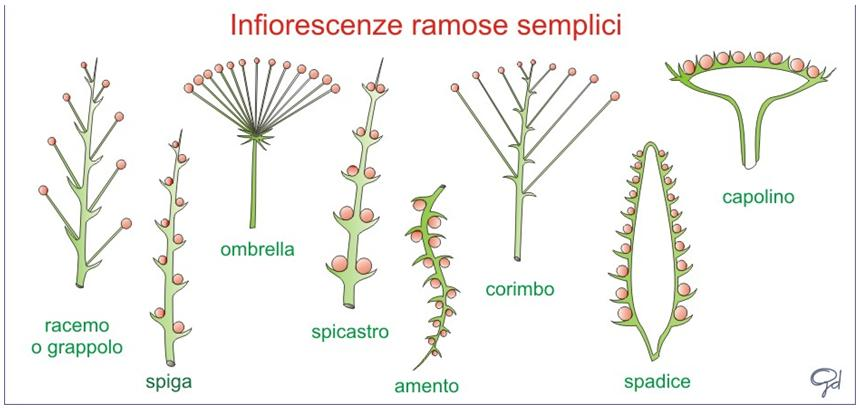 Infiorescenze ramose semplici
racemo
o grappolo
spiga
ombrella
spicastro
amento
corimbo
spadice
capolino